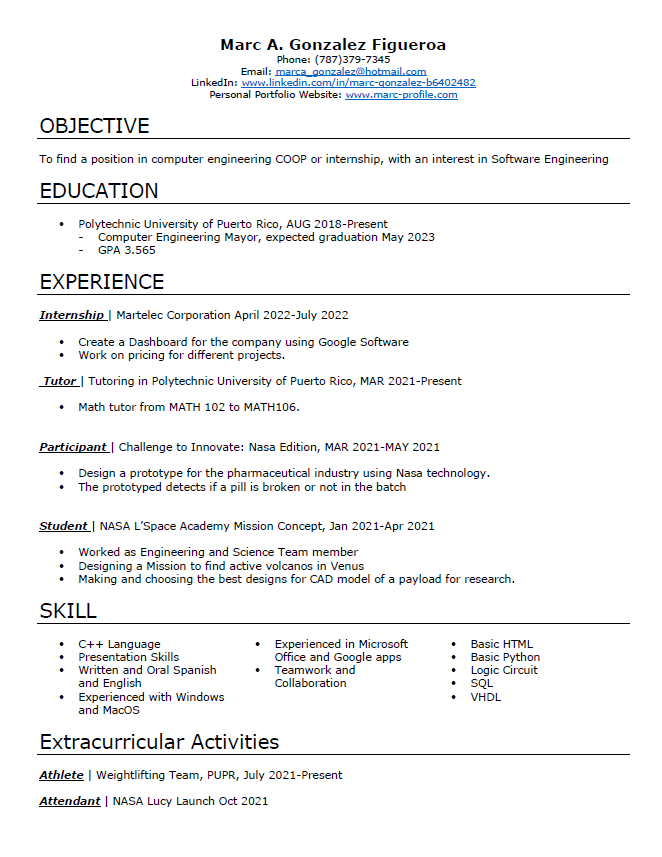 Marc A. Gonzalez Figueroa
Phone: (787)379-7345
Email: marca_gonzalez@hotmail.com
LinkedIn: www.linkedin.com/in/marc-gonzalez-b6402482
Personal Portfolio Website: www.marc-profile.com
OBJECTIVE
To find a position in computer engineering COOP or internship, with an interest in Software Engineering
EDUCATION
• Polytechnic University of Puerto Rico, AUG 2018-Present
- Computer Engineering Mayor, expected graduation May 2023
- GPA 3.565
EXPERIENCE
Internship | Martelec Corporation April 2022-July 2022
• Create a Dashboard for the company using Google Software
• Work on pricing for different projects.
Tutor | Tutoring in Polytechnic University of Puerto Rico, MAR 2021-Present
• Math tutor from MATH 102 to MATH106.
Participant | Challenge to Innovate: Nasa Edition, MAR 2021-MAY 2021
• Design a prototype for the pharmaceutical industry using Nasa technology.
• The prototyped detects if a pill is broken or not in the batch
Student | NASA L'Space Academy Mission Concept, Jan 2021-Apr 2021
• Worked as Engineering and Science Team member
• Designing a Mission to find active volcanos in Venus
• Making and choosing the best designs for CAD model of a payload for research.
SKILL
• C++ Language
• Presentation Skills
• Written and Oral Spanish
and English
• Experienced with Windows
and MacOS
• Experienced in Microsoft
Office and Google apps
• Teamwork and
Collaboration
• Basic HTML
• Basic Python
• Logic Circuit
• SQL
• VHDL
Extracurricular Activities
Athlete | Weightlifting Team, PUPR, July 2021-Present
Attendant | NASA Lucy Launch Oct 2021